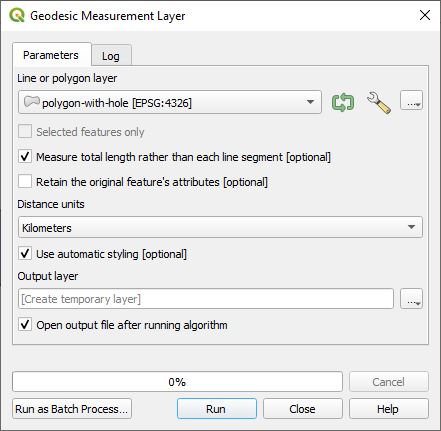 Geodesic Measurement Layer
Parameters
Log
Line or polygon layer
polygon-with-hole [EPSG:4326]
...
Selected features only
Measure total length rather than each line segment [optional]
Retain the original feature's attributes [optional]
Distance units
Kilometers
Use automatic styling [optional]
Output layer
[Create temporary layer]
...
Open output file after running algorithm
0%
Cancel
Run as Batch Process...
Run
Close
Help